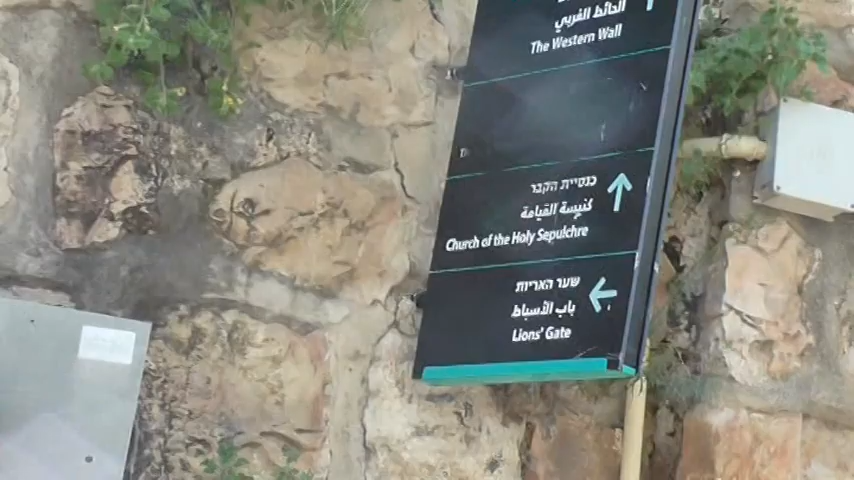 الحائط الغربي
The Western Wall
כנסיית הקבר
كنيسة القيامة
Church of the Holy Sepulchre
שער האריות
باب الأسباط
Lions' Gate